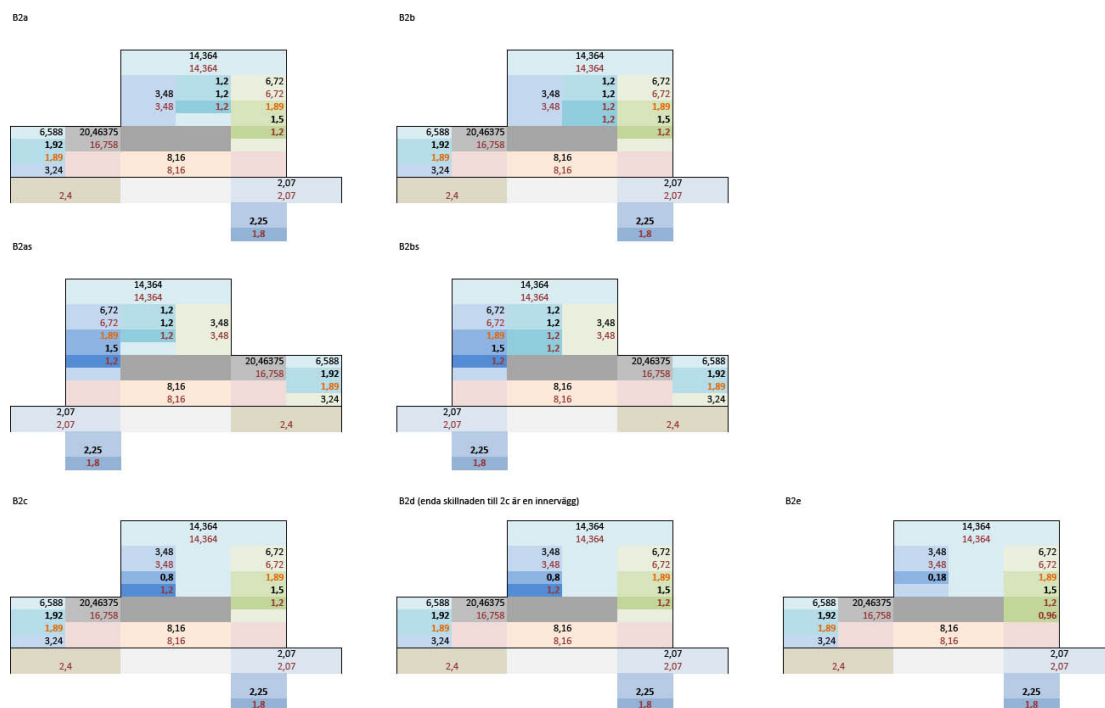 B2a B2b
14,364 14,364
14,364 14,364
1,2 6,72 1,2 6,72
3,48 1,2 6,72 3,48 1,2 6,72
3,48 1,2 1,89 3,48 1,2 1,89
1,5 1,2 1,5
6,588 20,46375 1,2 6,588 20,46375 1,2
1,92 16,758 1,92 16,758
1,89 8,16 1,89 8,16
3,24 8,16 3,24 8,16
2,07 2,07
2,4 2,07 2,4 2,07
2,25 2,25
1,8 1,8
B2as B2bs
14,364 14,364
14,364 14,364
6,72 1,2 6,72 1,2
6,72 1,2 3,48 6,72 1,2 3,48
1,89 1,2 3,48 1,89 1,2 3,48
1,5 1,5 1,2
1,2 20,46375 6,588 1,2 20,46375 6,588
16,758 1,92 16,758 1,92
8,16 1,89 8,16 1,89
8,16 3,24 8,16 3,24
2,07 2,07
2,07 2,4 2,07 2,4
2,25 2,25
1,8 1,8
B2c B2d (enda skillnaden till 2c är en innervägg) B2e
14,364 14,364 14,364
14,364 14,364 14,364
3,48 6,72 3,48 6,72 3,48 6,72
3,48 6,72 3,48 6,72 3,48 6,72
0,8 1,89 0,8 1,89 0,18 1,89
1,2 1,5 1,2 1,5 1,5
6,588 20,46375 1,2 6,588 20,46375 1,2 6,588 20,46375 1,2
1,92 16,758 1,92 16,758 1,92 16,758 0,96
1,89 8,16 1,89 8,16 1,89 8,16
3,24 8,16 3,24 8,16 3,24 8,16
2,07 2,07 2,07
2,4 2,07 2,4 2,07 2,4 2,07
2,25 2,25 2,25
1,8 1,8 1,8